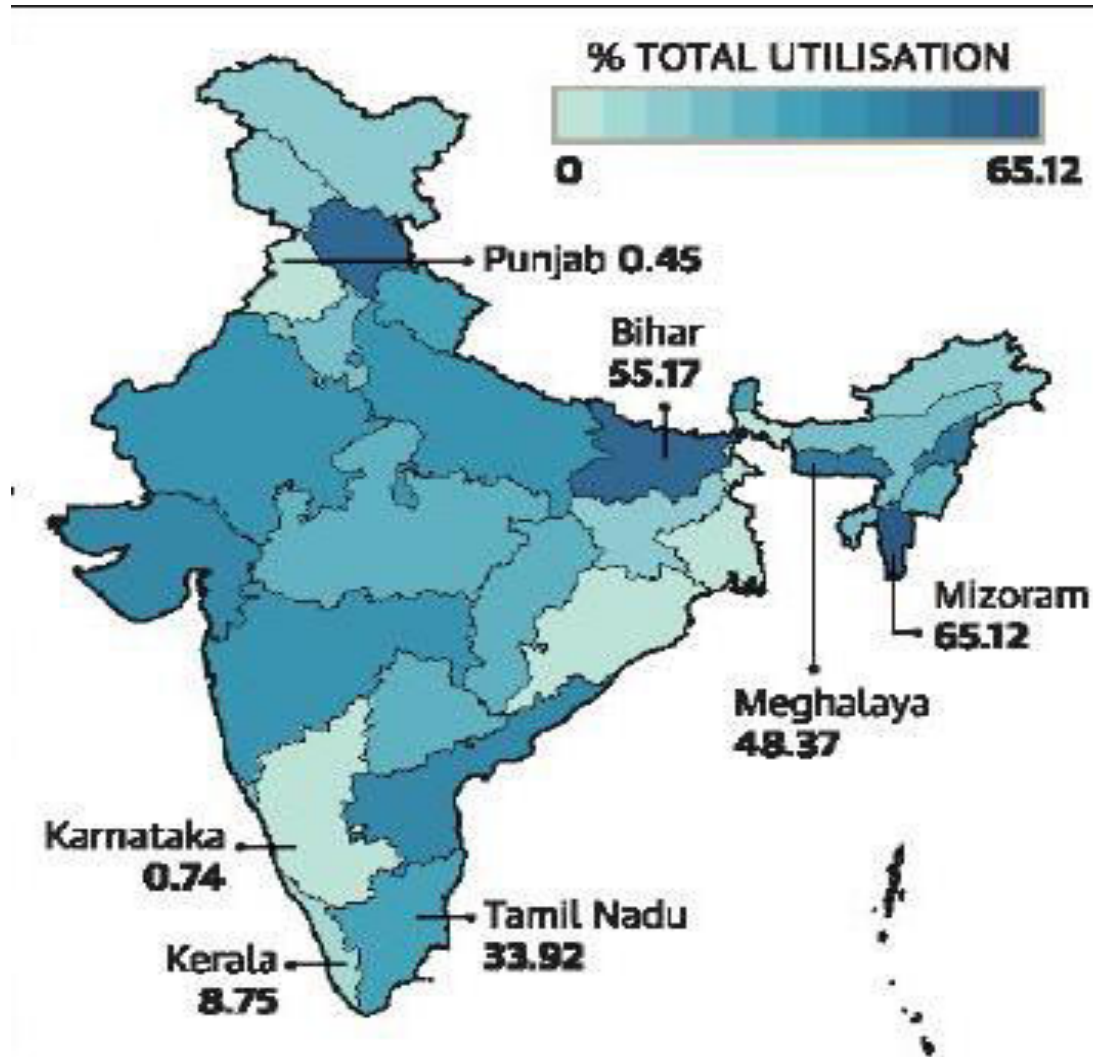 % TOTAL UTILISATION
0 65.12
Punjab 0.45
Bihar
55.17
Mizoram
65.12
Meghalaya
48.37
Karnataka
0.74
Tamil Nadu
33.92
Kerala
8.75